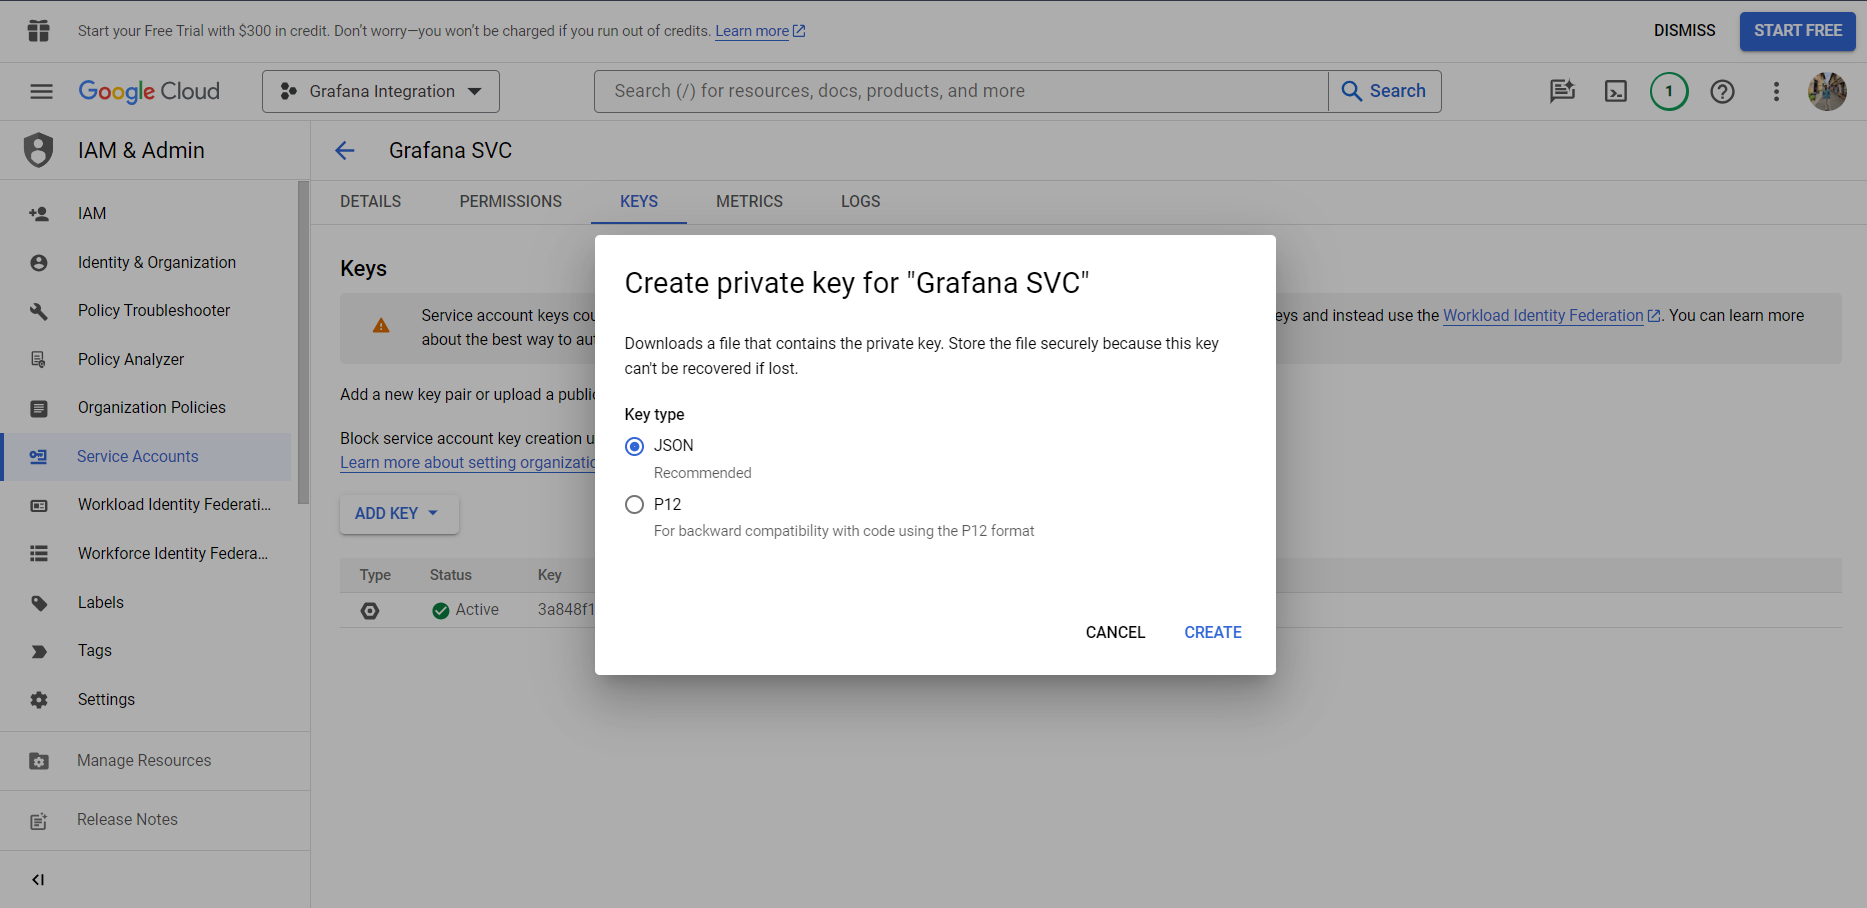 Start your Free Trial with $300 in credit. Don’t worry—you won’t be charged if you run out of credits. Learn more
DISMISS
START FREE
Google Cloud
Grafana Integration
Search (/) for resources, docs, products, and more
Search
1
IAM & Admin
Grafana SVC
DETAILS
PERMISSIONS
KEYS
METRICS
LOGS
IAM
Identity & Organization
Policy Troubleshooter
Policy Analyzer
Organization Policies
Service Accounts
Workload Identity Federati...
Workforce Identity Federa...
Labels
Tags
Settings
Manage Resources
Release Notes
Keys
Service account keys cou
eys and instead use the Workload Identity Federation . You can learn more
about the best way to au
Add a new key pair or upload a public
Block service account key creation u
Learn more about setting organizatio
ADD KEY
Type Status Key
Active 3a848f1
Create private key for "Grafana SVC"
Downloads a file that contains the private key. Store the file securely because this key
can't be recovered if lost.
Key type
JSON
Recommended
P12
For backward compatibility with code using the P12 format
CANCEL
CREATE